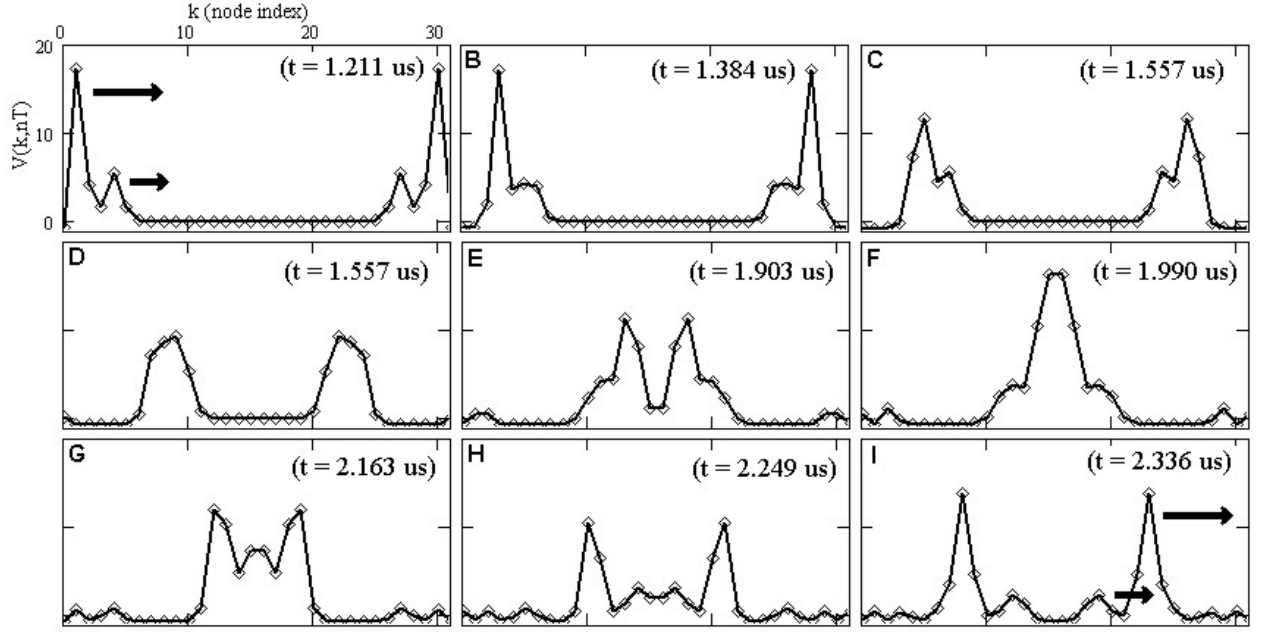 k (node index)
0 10 20 30
20
10
0
V(k,nT)
(t = 1.211 us)
B
(t = 1.384 us)
C
(t = 1.557 us)
D
(t = 1.557 us)
E
(t = 1.903 us)
F
(t = 1.990 us)
G
(t = 2.163 us)
H
(t = 2.249 us)
I
(t = 2.336 us)